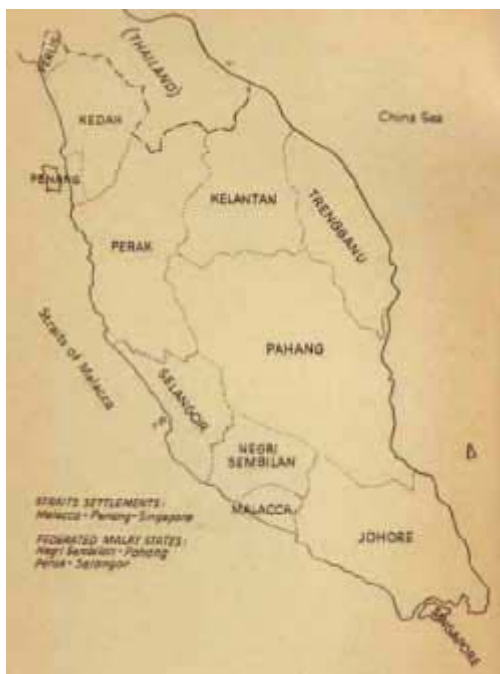 PERLIS
(THAILAND)
KEDAH
China Sea
PENANG
KELANTAN
TRENGGANU
PERAK
Straits of Malacca
PAHANG
SELANGOR
NEGRI
SEMBILAN
MALACCA
STRAITS SETTLEMENTS:
Malacca - Penang - Singapore
JOHORE
FEDERATED MALAY STATES:
Negri Sembilan - Pahang
Perak - Selangor
SINGAPORE